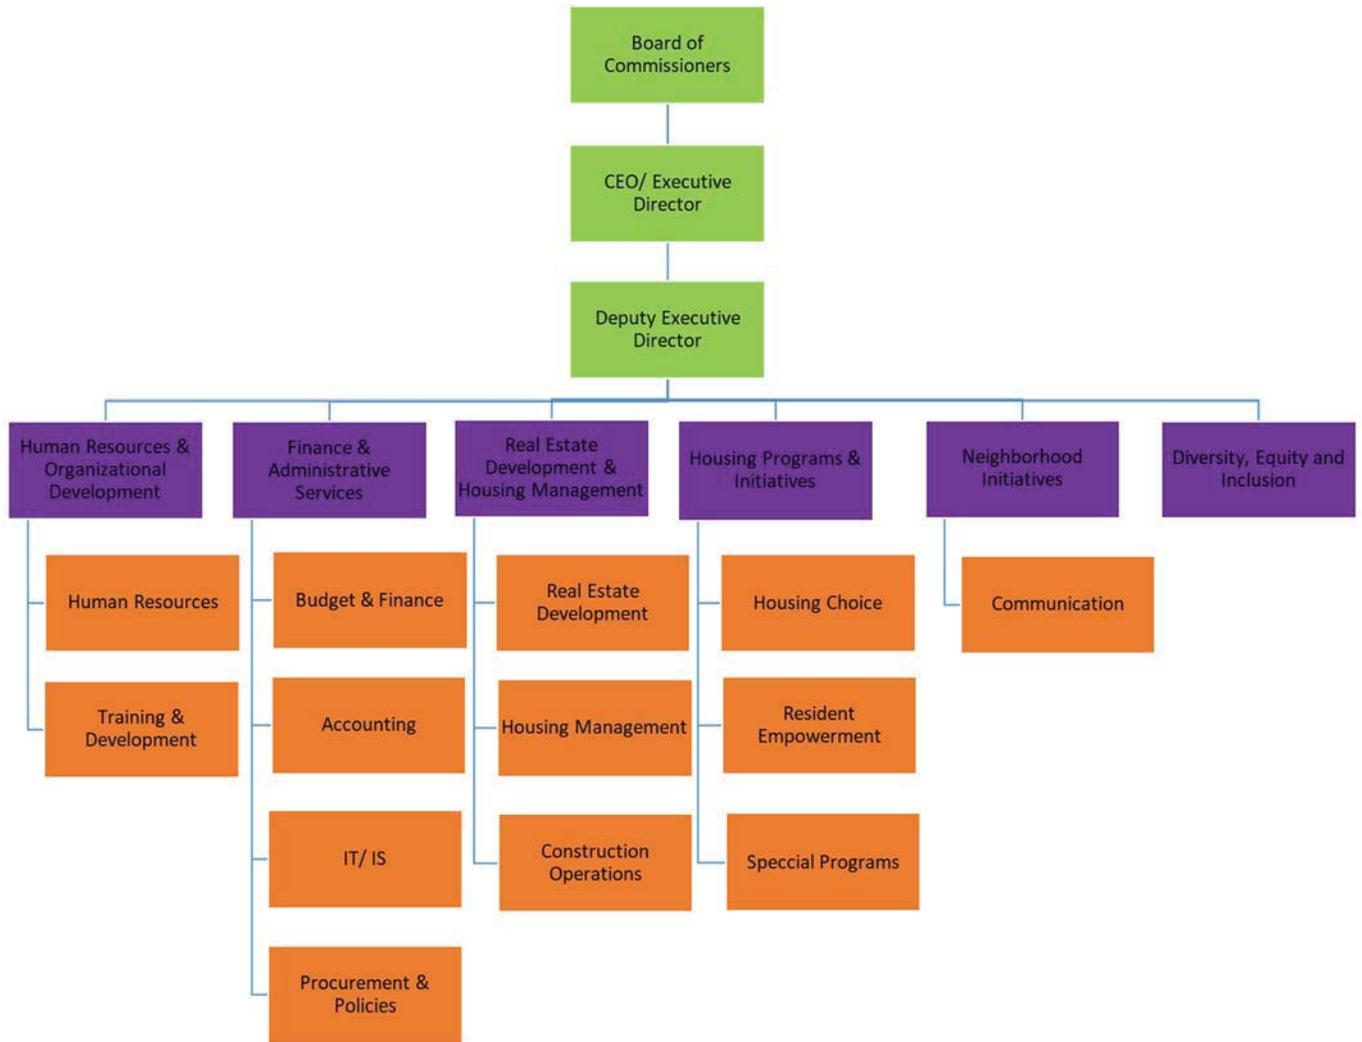 Board of
Commissioners
CEO/ Executive
Director
Deputy Executive
Director
Human Resources &
Organizational
Development
Finance &
Administrative
Services
Real Estate
Development &
Housing Management
Housing Programs &
Initiatives
Neighborhood
Initiatives
Diversity, Equity and
Inclusion
Human Resources
Budget & Finance
Real Estate
Development
Housing Choice
Communication
Training &
Development
Accounting
Housing Management
Resident
Empowerment
IT/ IS
Construction
Operations
Speccial Programs
Procurement &
Policies